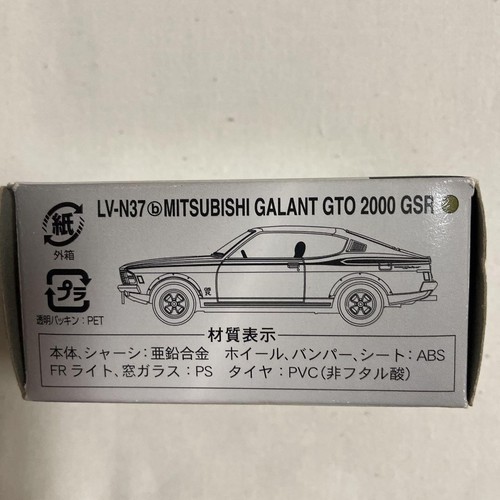 LV-N37ⓑMITSUBISHI GALANT GTO 2000 GSR
紙
外箱
プラ
透明パッキン：PET
材質表示
本体、シャーシ：亜鉛合金 ホイール、バンパー、シート：ABS
FRライト、窓ガラス：PS タイヤ：PVC（非フタル酸）